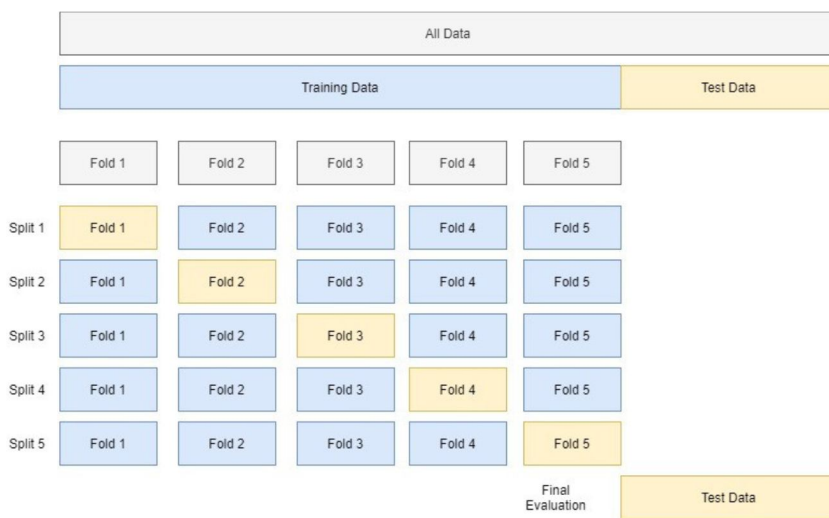 All Data
Training Data Test Data
Fold 1 Fold 2 Fold 3 Fold 4 Fold 5
Split 1 Fold 1 Fold 2 Fold 3 Fold 4 Fold 5
Split 2 Fold 1 Fold 2 Fold 3 Fold 4 Fold 5
Split 3 Fold 1 Fold 2 Fold 3 Fold 4 Fold 5
Split 4 Fold 1 Fold 2 Fold 3 Fold 4 Fold 5
Split 5 Fold 1 Fold 2 Fold 3 Fold 4 Fold 5
Final
Evaluation
Test Data